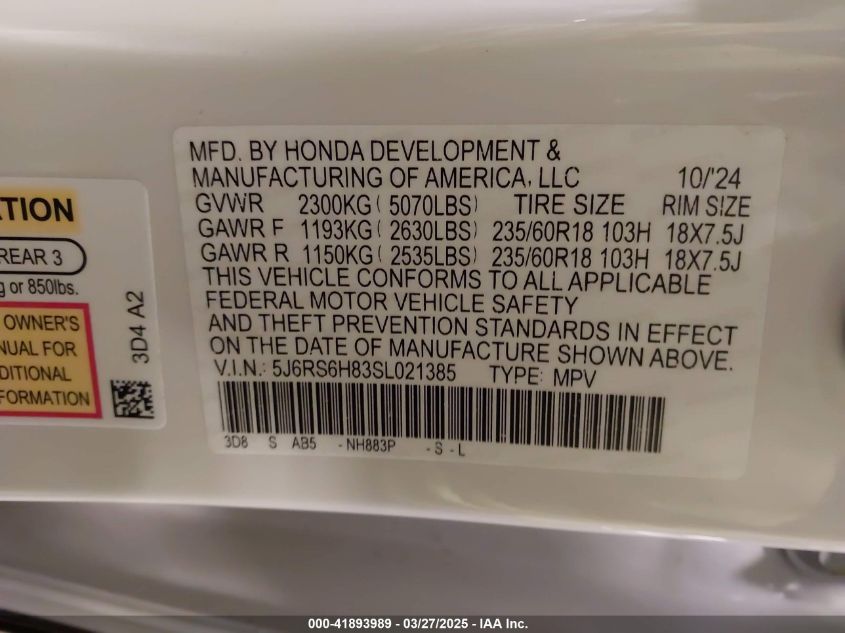 MFD. BY HONDA DEVELOPMENT &
MANUFACTURING OF AMERICA, LLC 10/'24
GVWR 2300KG ( 5070LBS) TIRE SIZE RIM SIZE
GAWR F 1193KG ( 2630LBS) 235/60R18 103H 18X7.5J
GAWR R 1150KG ( 2535LBS) 235/60R18 103H 18X7.5J
THIS VEHICLE CONFORMS TO ALL APPLICABLE
FEDERAL MOTOR VEHICLE SAFETY
AND THEFT PREVENTION STANDARDS IN EFFECT
ON THE DATE OF MANUFACTURE SHOWN ABOVE.
V.I.N.: 5J6RS6H83SL021385 TYPE: MPV
3D8 S AB5 -NH883P -S -L
ATION
REAR 3
g or 850lbs.
OWNER'S
NUAL FOR
DITIONAL
FORMATION
3D4 A2
000-41893989 - 03/27/2025 - IAA Inc.